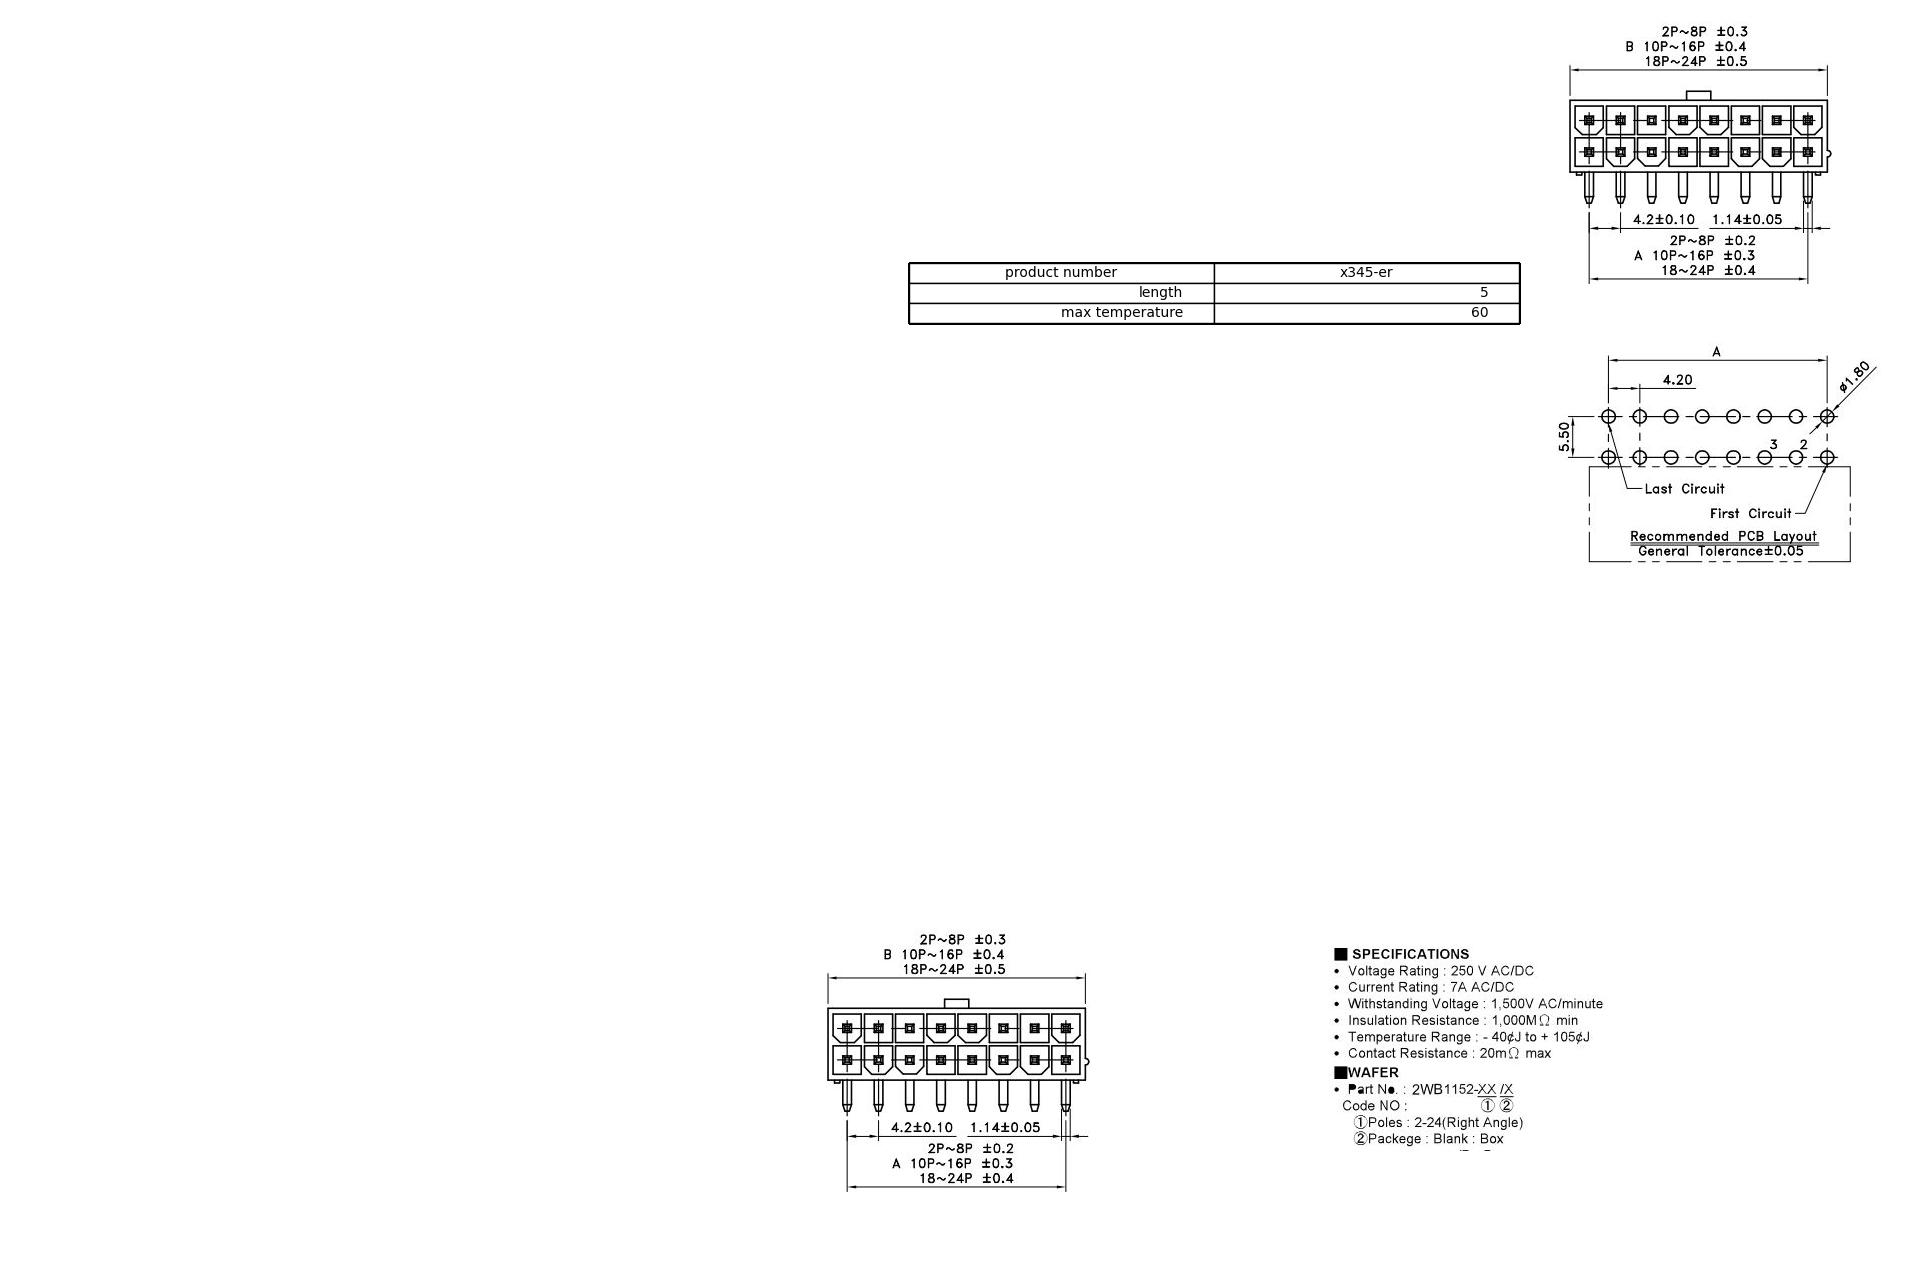 2P~8P ±0.3
B 10P~16P ±0.4
18P~24P ±0.5
4.2±0.10 1.14±0.05
2P~8P ±0.2
A 10P~16P ±0.3
18~24P ±0.4
product number x345-er
length 5
max temperature 60
A
4.20
ø1.80
5.50
3 2
Last Circuit
First Circuit
Recommended PCB Layout
General Tolerance±0.05
2P~8P ±0.3
B 10P~16P ±0.4
18P~24P ±0.5
4.2±0.10 1.14±0.05
2P~8P ±0.2
A 10P~16P ±0.3
18~24P ±0.4
■ SPECIFICATIONS
• Voltage Rating : 250 V AC/DC
• Current Rating : 7A AC/DC
• Withstanding Voltage : 1,500V AC/minute
• Insulation Resistance : 1,000MΩ min
• Temperature Range : - 40¢J to + 105¢J
• Contact Resistance : 20mΩ max
■WAFER
• Part No. : 2WB1152-XX /X
Code NO : ① ②
①Poles : 2-24(Right Angle)
②Packege : Blank : Box